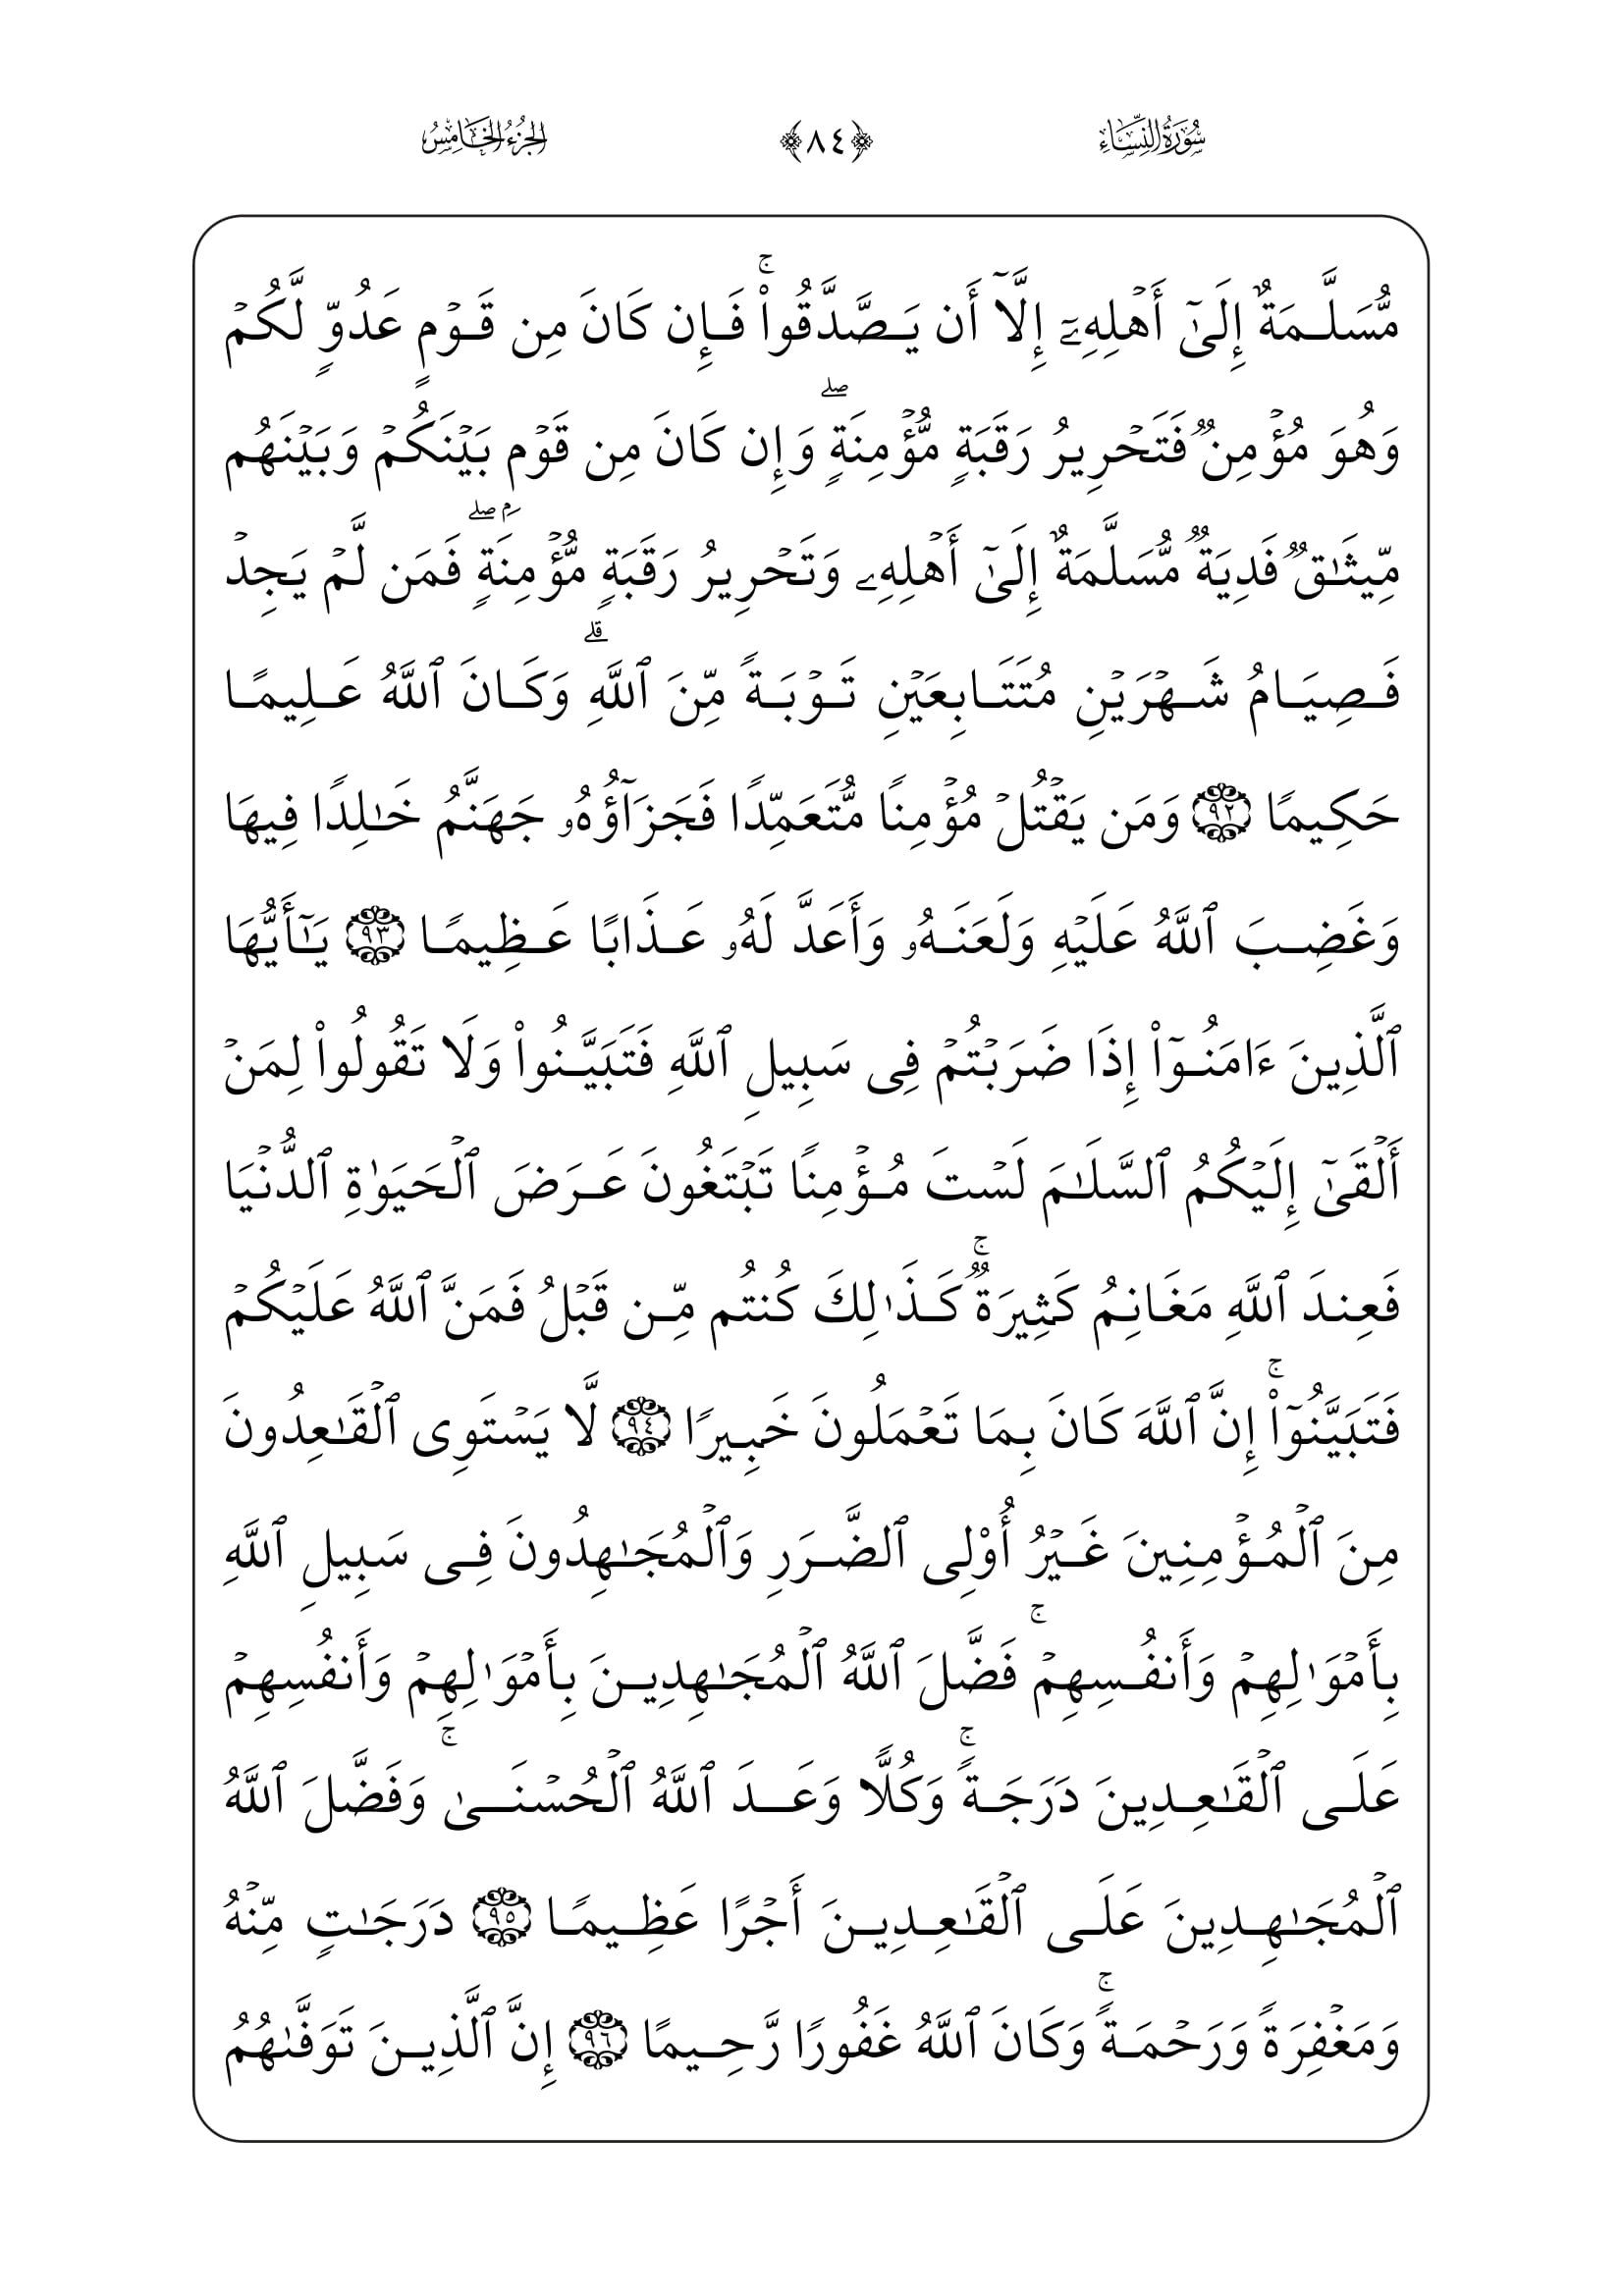 سُورَةُ النِّسَاءِ ﴿٨٤﴾ الجُزْءُ الخَامِسُ
مُّسَلَّمَةٌ إِلَىٰٓ أَهۡلِهِۦٓ إِلَّآ أَن يَصَّدَّقُواْۚ فَإِن كَانَ مِن قَوۡمٍ عَدُوّٖ لَّكُمۡ
وَهُوَ مُؤۡمِنٞ فَتَحۡرِيرُ رَقَبَةٖ مُّؤۡمِنَةٖۖ وَإِن كَانَ مِن قَوۡمِۭ بَيۡنَكُمۡ وَبَيۡنَهُم
مِّيثَٰقٞ فَدِيَةٞ مُّسَلَّمَةٌ إِلَىٰٓ أَهۡلِهِۦ وَتَحۡرِيرُ رَقَبَةٖ مُّؤۡمِنَةٖۖ فَمَن لَّمۡ يَجِدۡ
فَصِيَامُ شَهۡرَيۡنِ مُتَتَابِعَيۡنِ تَوۡبَةٗ مِّنَ ٱللَّهِۗ وَكَانَ ٱللَّهُ عَلِيمًا
حَكِيمٗا ٩٢ وَمَن يَقۡتُلۡ مُؤۡمِنٗا مُّتَعَمِّدٗا فَجَزَآؤُهُۥ جَهَنَّمُ خَٰلِدٗا فِيهَا
وَغَضِبَ ٱللَّهُ عَلَيۡهِ وَلَعَنَهُۥ وَأَعَدَّ لَهُۥ عَذَابًا عَظِيمٗا ٩٣ يَٰٓأَيُّهَا
ٱلَّذِينَ ءَامَنُوٓاْ إِذَا ضَرَبۡتُمۡ فِي سَبِيلِ ٱللَّهِ فَتَبَيَّنُواْ وَلَا تَقُولُواْ لِمَنۡ
أَلۡقَىٰٓ إِلَيۡكُمُ ٱلسَّلَٰمَ لَسۡتَ مُؤۡمِنٗا تَبۡتَغُونَ عَرَضَ ٱلۡحَيَوٰةِ ٱلدُّنۡيَا
فَعِندَ ٱللَّهِ مَغَانِمُ كَثِيرَةٞۚ كَذَٰلِكَ كُنتُم مِّن قَبۡلُ فَمَنَّ ٱللَّهُ عَلَيۡكُمۡ
فَتَبَيَّنُوٓاْۚ إِنَّ ٱللَّهَ كَانَ بِمَا تَعۡمَلُونَ خَبِيرٗا ٩٤ لَّا يَسۡتَوِي ٱلۡقَٰعِدُونَ
مِنَ ٱلۡمُؤۡمِنِينَ غَيۡرُ أُوْلِي ٱلضَّرَرِ وَٱلۡمُجَٰهِدُونَ فِي سَبِيلِ ٱللَّهِ
بِأَمۡوَٰلِهِمۡ وَأَنفُسِهِمۡۚ فَضَّلَ ٱللَّهُ ٱلۡمُجَٰهِدِينَ بِأَمۡوَٰلِهِمۡ وَأَنفُسِهِمۡ
عَلَى ٱلۡقَٰعِدِينَ دَرَجَةٗۚ وَكُلّٗا وَعَدَ ٱللَّهُ ٱلۡحُسۡنَىٰۚ وَفَضَّلَ ٱللَّهُ
ٱلۡمُجَٰهِدِينَ عَلَى ٱلۡقَٰعِدِينَ أَجۡرًا عَظِيمٗا ٩٥ دَرَجَٰتٖ مِّنۡهُ
وَمَغۡفِرَةٗ وَرَحۡمَةٗۚ وَكَانَ ٱللَّهُ غَفُورٗا رَّحِيمًا ٩٦ إِنَّ ٱلَّذِينَ تَوَفَّىٰهُمُ